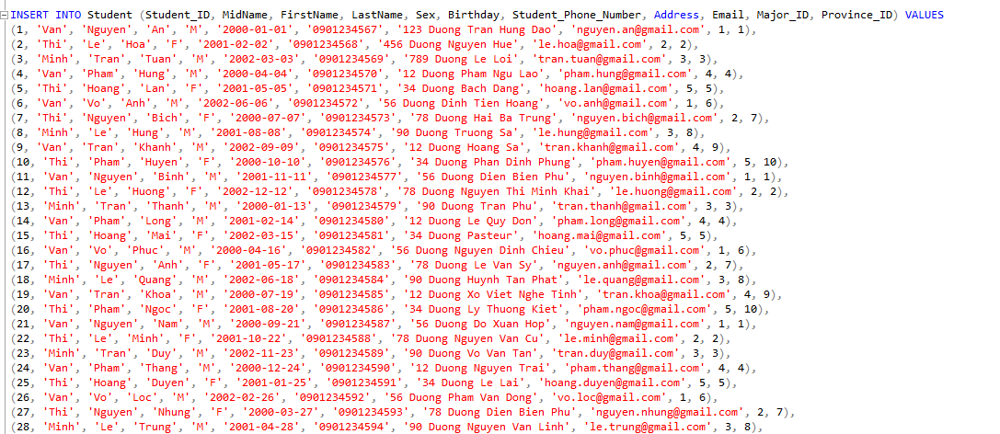 INSERT INTO Student (Student_ID, MidName, FirstName, LastName, Sex, Birthday, Student_Phone_Number, Address, Email, Major_ID, Province_ID) VALUES
(1, 'Van', 'Nguyen', 'An', 'M', '2000-01-01', '0901234567', '123 Duong Tran Hung Dao', 'nguyen.an@gmail.com', 1, 1),
(2, 'Thi', 'Le', 'Hoa', 'F', '2001-02-02', '0901234568', '456 Duong Nguyen Hue', 'le.hoa@gmail.com', 2, 2),
(3, 'Minh', 'Tran', 'Tuan', 'M', '2002-03-03', '0901234569', '789 Duong Le Loi', 'tran.tuan@gmail.com', 3, 3),
(4, 'Van', 'Pham', 'Hung', 'M', '2000-04-04', '0901234570', '12 Duong Pham Ngu Lao', 'pham.hung@gmail.com', 4, 4),
(5, 'Thi', 'Hoang', 'Lan', 'F', '2001-05-05', '0901234571', '34 Duong Bach Dang', 'hoang.lan@gmail.com', 5, 5),
(6, 'Van', 'Vo', 'Anh', 'M', '2002-06-06', '0901234572', '56 Duong Dinh Tien Hoang', 'vo.anh@gmail.com', 1, 6),
(7, 'Thi', 'Nguyen', 'Bich', 'F', '2000-07-07', '0901234573', '78 Duong Hai Ba Trung', 'nguyen.bich@gmail.com', 2, 7),
(8, 'Minh', 'Le', 'Hung', 'M', '2001-08-08', '0901234574', '90 Duong Truong Sa', 'le.hung@gmail.com', 3, 8),
(9, 'Van', 'Tran', 'Khanh', 'M', '2002-09-09', '0901234575', '12 Duong Hoang Sa', 'tran.khanh@gmail.com', 4, 9),
(10, 'Thi', 'Pham', 'Huyen', 'F', '2000-10-10', '0901234576', '34 Duong Phan Dinh Phung', 'pham.huyen@gmail.com', 5, 10),
(11, 'Van', 'Nguyen', 'Binh', 'M', '2001-11-11', '0901234577', '56 Duong Dien Bien Phu', 'nguyen.binh@gmail.com', 1, 1),
(12, 'Thi', 'Le', 'Huong', 'F', '2002-12-12', '0901234578', '78 Duong Nguyen Thi Minh Khai', 'le.huong@gmail.com', 2, 2),
(13, 'Minh', 'Tran', 'Thanh', 'M', '2000-01-13', '0901234579', '90 Duong Tran Phu', 'tran.thanh@gmail.com', 3, 3),
(14, 'Van', 'Pham', 'Long', 'M', '2001-02-14', '0901234580', '12 Duong Le Quy Don', 'pham.long@gmail.com', 4, 4),
(15, 'Thi', 'Hoang', 'Mai', 'F', '2002-03-15', '0901234581', '34 Duong Pasteur', 'hoang.mai@gmail.com', 5, 5),
(16, 'Van', 'Vo', 'Phuc', 'M', '2000-04-16', '0901234582', '56 Duong Nguyen Dinh Chieu', 'vo.phuc@gmail.com', 1, 6),
(17, 'Thi', 'Nguyen', 'Anh', 'F', '2001-05-17', '0901234583', '78 Duong Le Van Sy', 'nguyen.anh@gmail.com', 2, 7),
(18, 'Minh', 'Le', 'Quang', 'M', '2002-06-18', '0901234584', '90 Duong Huynh Tan Phat', 'le.quang@gmail.com', 3, 8),
(19, 'Van', 'Tran', 'Khoa', 'M', '2000-07-19', '0901234585', '12 Duong Xo Viet Nghe Tinh', 'tran.khoa@gmail.com', 4, 9),
(20, 'Thi', 'Pham', 'Ngoc', 'F', '2001-08-20', '0901234586', '34 Duong Ly Thuong Kiet', 'pham.ngoc@gmail.com', 5, 10),
(21, 'Van', 'Nguyen', 'Nam', 'M', '2000-09-21', '0901234587', '56 Duong Do Xuan Hop', 'nguyen.nam@gmail.com', 1, 1),
(22, 'Thi', 'Le', 'Minh', 'F', '2001-10-22', '0901234588', '78 Duong Nguyen Van Cu', 'le.minh@gmail.com', 2, 2),
(23, 'Minh', 'Tran', 'Duy', 'M', '2002-11-23', '0901234589', '90 Duong Vo Van Tan', 'tran.duy@gmail.com', 3, 3),
(24, 'Van', 'Pham', 'Thang', 'M', '2000-12-24', '0901234590', '12 Duong Nguyen Trai', 'pham.thang@gmail.com', 4, 4),
(25, 'Thi', 'Hoang', 'Duyen', 'F', '2001-01-25', '0901234591', '34 Duong Le Lai', 'hoang.duyen@gmail.com', 5, 5),
(26, 'Van', 'Vo', 'Loc', 'M', '2002-02-26', '0901234592', '56 Duong Pham Van Dong', 'vo.loc@gmail.com', 1, 6),
(27, 'Thi', 'Nguyen', 'Nhung', 'F', '2000-03-27', '0901234593', '78 Duong Dien Bien Phu', 'nguyen.nhung@gmail.com', 2, 7),
(28, 'Minh', 'Le', 'Trung', 'M', '2001-04-28', '0901234594', '90 Duong Nguyen Van Linh', 'le.trung@gmail.com', 3, 8),